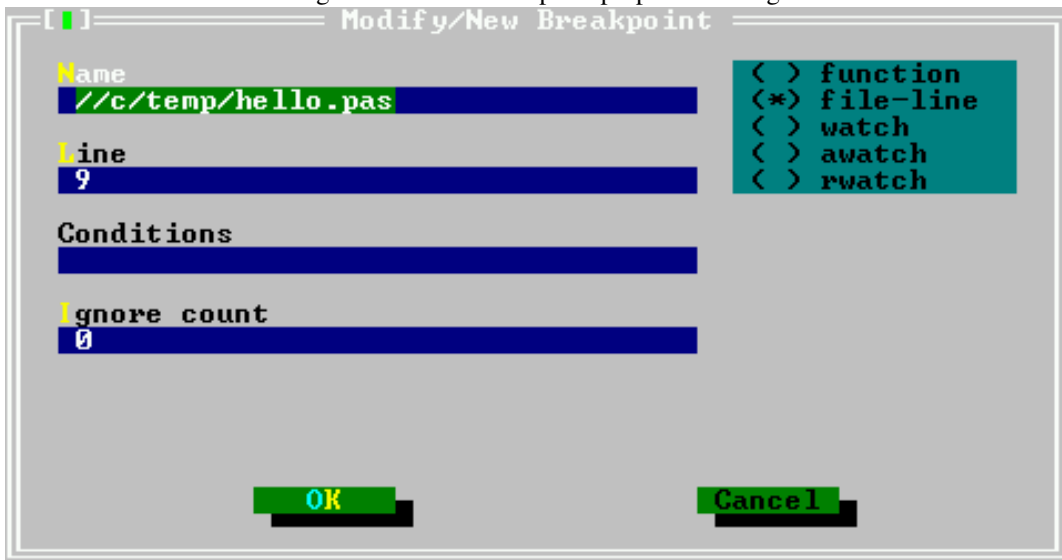 Modify/New Breakpoint
Name
//c/temp/hello.pas
Line
9
Conditions
Ignore count
0
( ) function
(*) file-line
( ) watch
( ) awatch
( ) rwatch
OK
Cancel